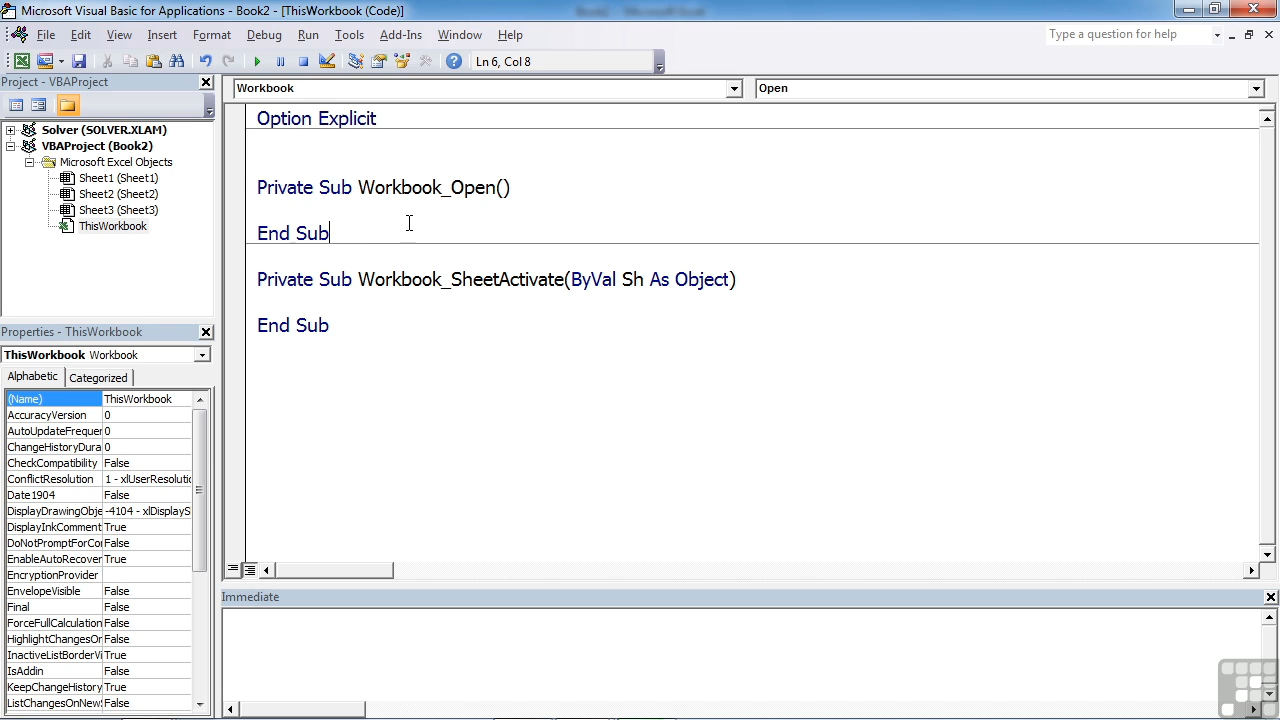 Microsoft Visual Basic for Applications - Book2 - [ThisWorkbook (Code)]
File Edit View Insert Format Debug Run Tools Add-Ins Window Help
Type a question for help
Ln 6, Col 8
Project - VBAProject
Workbook
Open
Solver (SOLVER.XLAM)
VBAProject (Book2)
Microsoft Excel Objects
Sheet1 (Sheet1)
Sheet2 (Sheet2)
Sheet3 (Sheet3)
ThisWorkbook
Option Explicit
Private Sub Workbook_Open()
End Sub
Private Sub Workbook_SheetActivate(ByVal Sh As Object)
End Sub
Properties - ThisWorkbook
ThisWorkbook Workbook
Alphabetic Categorized
(Name) ThisWorkbook
AccuracyVersion 0
AutoUpdateFrequer 0
ChangeHistoryDura 0
CheckCompatibility False
ConflictResolution 1 - xlUserResolutic
Date1904 False
DisplayDrawingObje -4104 - xlDisplayS
DisplayInkComment True
DoNotPromptForCo False
EnableAutoRecover True
EncryptionProvider
EnvelopeVisible False
Final False
ForceFullCalculation False
HighlightChangesOr False
InactiveListBorderVi True
IsAddin False
KeepChangeHistory True
ListChangesOnNew False
Immediate